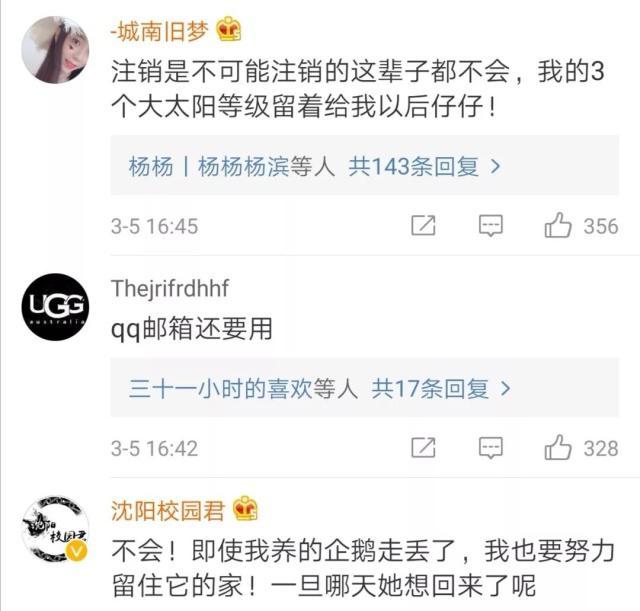 -城南旧梦
注销是不可能注销的这辈子都不会，我的3
个大太阳等级留着给我以后仔仔！
杨杨丨杨杨杨滨等人 共143条回复
3-5 16:45
356
UGG
australia
Thejrifrdhhf
qq邮箱还要用
三十一小时的喜欢等人 共17条回复
3-5 16:42
328
沈阳
校园君
沈阳校园君
不会！即使我养的企鹅走丢了，我也要努力
留住它的家！一旦哪天她想回来了呢